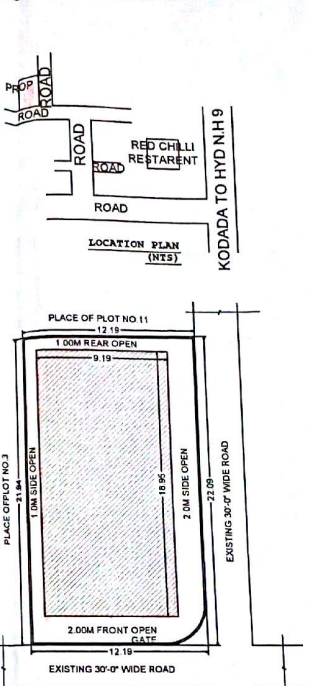 PROP
ROAD
ROAD
ROAD
RED CHILLI
RESTARENT
ROAD
ROAD
KODADA TO HYD N.H 9
LOCATION PLAN
(NTS)
PLACE OF PLOT NO.11
12.19
1.00M REAR OPEN
9.19
PLACE OFPLOT NO.3
21.94
1.0M SIDE OPEN
18.95
2.0M SIDE OPEN
22.09
EXISTING 30'-0" WIDE ROAD
2.00M FRONT OPEN
GATE
12.19
EXISTING 30'-0" WIDE ROAD